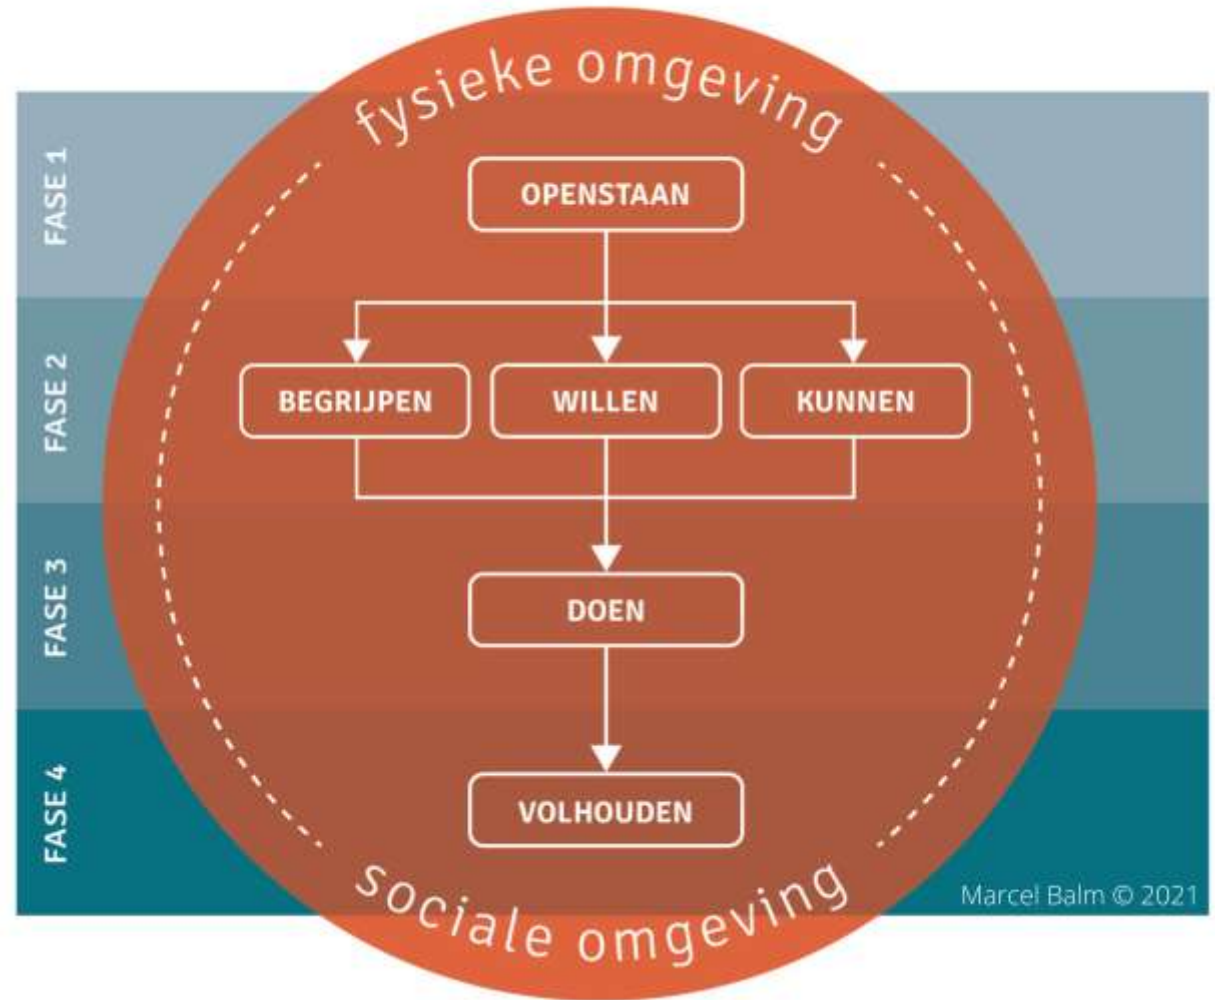 fysieke omgeving
FASE 1
OPENSTAAN
FASE 2
BEGRIJPEN
WILLEN
KUNNEN
FASE 3
DOEN
FASE 4
VOLHOUDEN
sociale omgeving
Marcel Balm © 2021